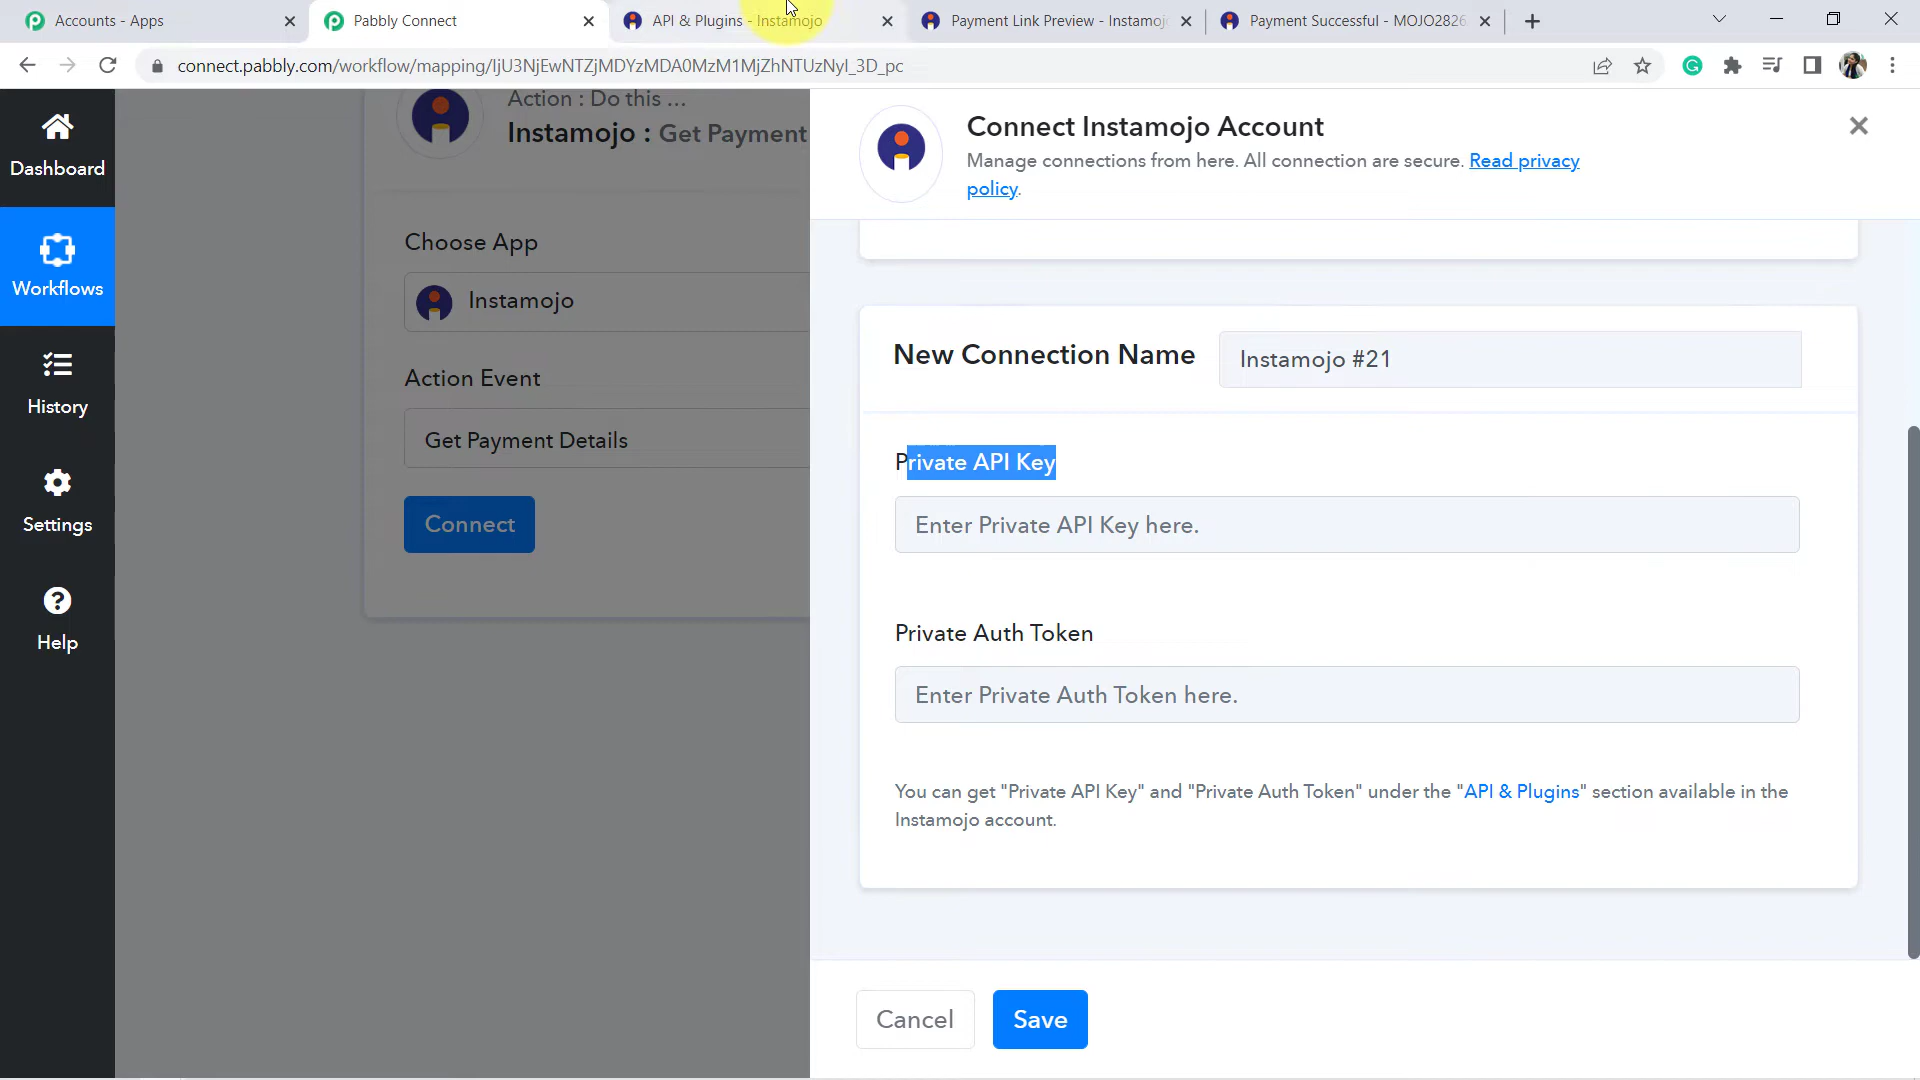 Accounts - Apps
Pabbly Connect
API & Plugins - Instamojo
Payment Link Preview - Instamoj
Payment Successful - MOJO2826
connect.pabbly.com/workflow/mapping/IjU3NjEwNTZjMDYzMDA0MzM1MjZhNTUzNyI_3D_pc
Dashboard
Workflows
History
Settings
Help
Action : Do this ...
Instamojo : Get Payment
Choose App
Instamojo
Action Event
Get Payment Details
Connect
Connect Instamojo Account
Manage connections from here. All connection are secure. Read privacy
policy.
New Connection Name
Instamojo #21
Private API Key
Enter Private API Key here.
Private Auth Token
Enter Private Auth Token here.
You can get "Private API Key" and "Private Auth Token" under the "API & Plugins" section available in the
Instamojo account.
Cancel
Save